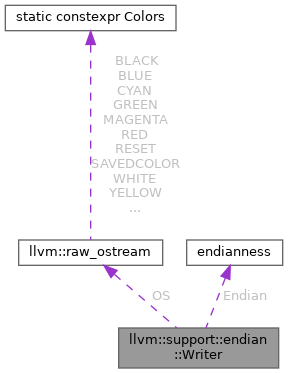 static constexpr Colors
BLACK
BLUE
CYAN
GREEN
MAGENTA
RED
RESET
SAVEDCOLOR
WHITE
YELLOW
...
llvm::raw_ostream
endianness
OS
Endian
llvm::support::endian
::Writer